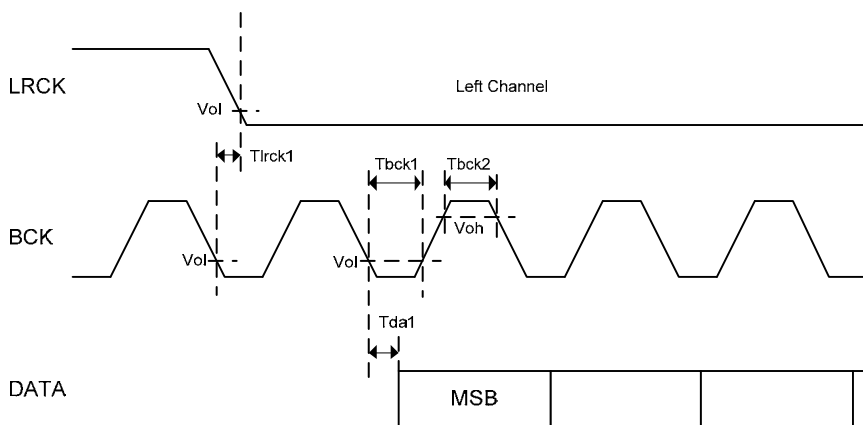 LRCK
Left Channel
Vol
Tlrck1
Tbck1
Tbck2
BCK
Voh
Vol
Vol
Tda1
DATA
MSB